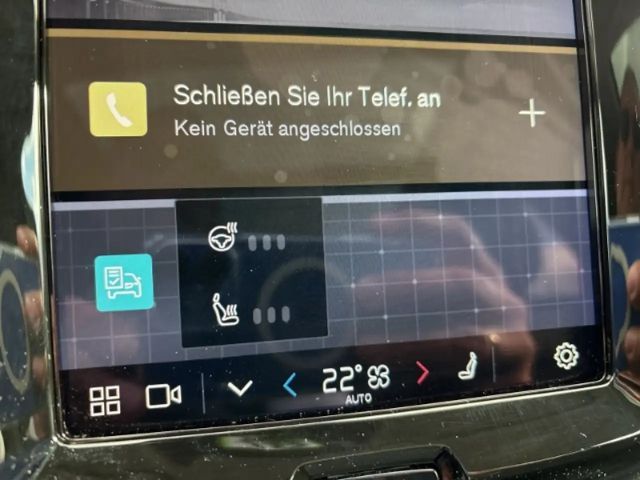 Schließen Sie Ihr Telef. an
Kein Gerät angeschlossen
22°
AUTO